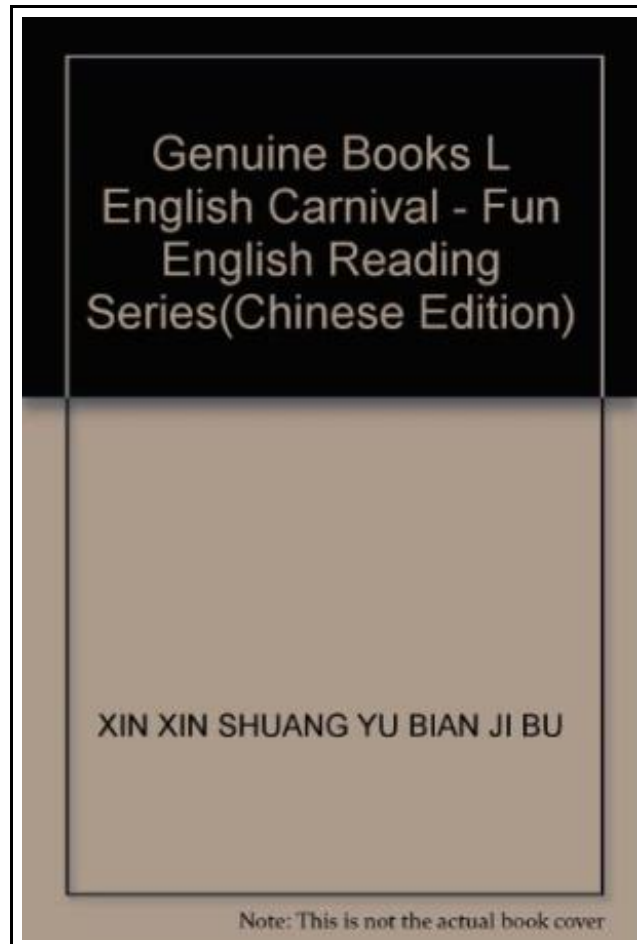 Genuine Books L
English Carnival - Fun
English Reading
Series(Chinese Edition)
XIN XIN SHUANG YU BIAN JI BU
Note: This is not the actual book cover